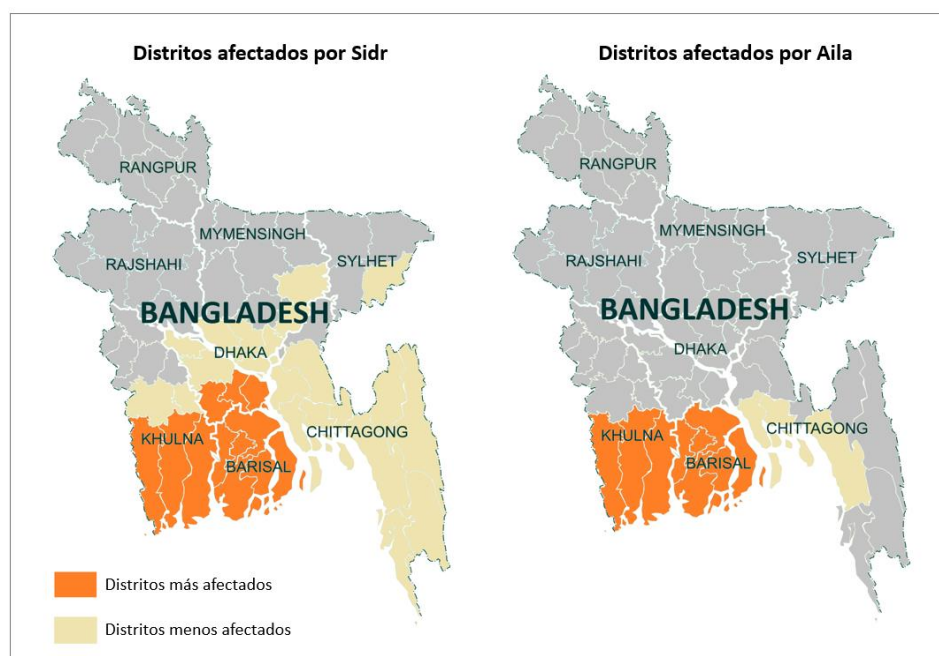 Distritos afectados por Sidr
RANGPUR
MYMENSINGH
RAJSHAHI
SYLHET
BANGLADESH
DHAKA
KHULNA
CHITTAGONG
BARISAL
Distritos más afectados
Distritos menos afectados
Distritos afectados por Aila
RANGPUR
MYMENSINGH
RAJSHAHI
SYLHET
BANGLADESH
DHAKA
KHULNA
CHITTAGONG
BARISAL